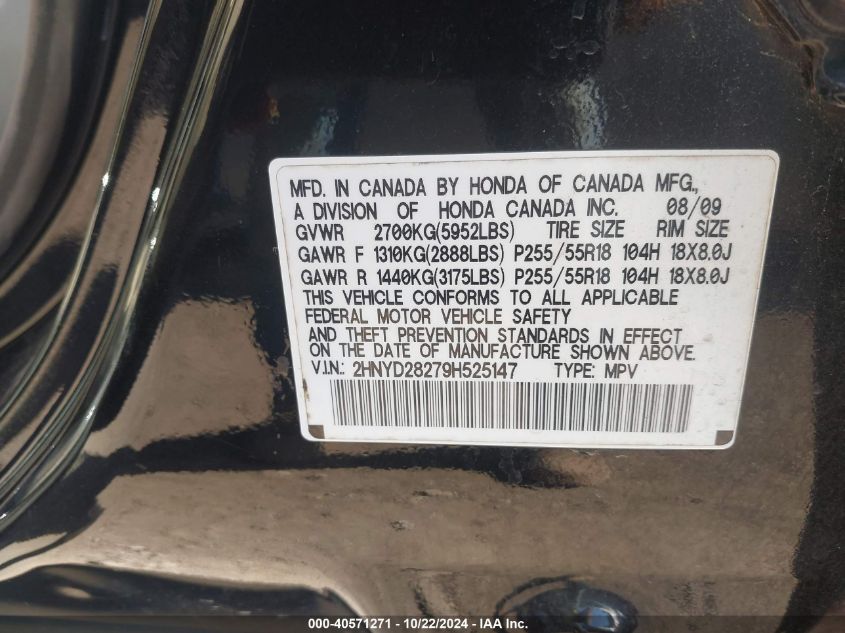 MFD. IN CANADA BY HONDA OF CANADA MFG.,
A DIVISION OF HONDA CANADA INC. 08/09
GVWR 2700KG(5952LBS) TIRE SIZE RIM SIZE
GAWR F 1310KG(2888LBS) P255/55R18 104H 18X8.0J
GAWR R 1440KG(3175LBS) P255/55R18 104H 18X8.0J
THIS VEHICLE CONFORMS TO ALL APPLICABLE
FEDERAL MOTOR VEHICLE SAFETY
AND THEFT PREVENTION STANDARDS IN EFFECT
ON THE DATE OF MANUFACTURE SHOWN ABOVE.
V.I.N.: 2HNYD28279H525147 TYPE: MPV
000-40571271 - 10/22/2024 - IAA Inc.